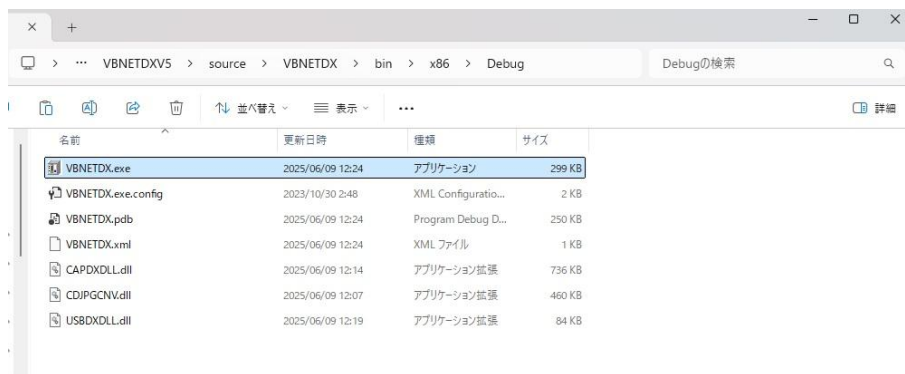 VBNETDXV5 > source > VBNETDX > bin > x86 > Debug
Debugの検索
並べ替え 表示 詳細
名前 更新日時 種類 サイズ
VBNETDX.exe 2025/06/09 12:24 アプリケーション 299 KB
VBNETDX.exe.config 2023/10/30 2:48 XML Configuratio... 2 KB
VBNETDX.pdb 2025/06/09 12:24 Program Debug D... 250 KB
VBNETDX.xml 2025/06/09 12:24 XML ファイル 1 KB
CAPDXDLL.dll 2025/06/09 12:14 アプリケーション拡張 736 KB
CDJPGCNV.dll 2025/06/09 12:07 アプリケーション拡張 460 KB
USBDXDLL.dll 2025/06/09 12:19 アプリケーション拡張 84 KB